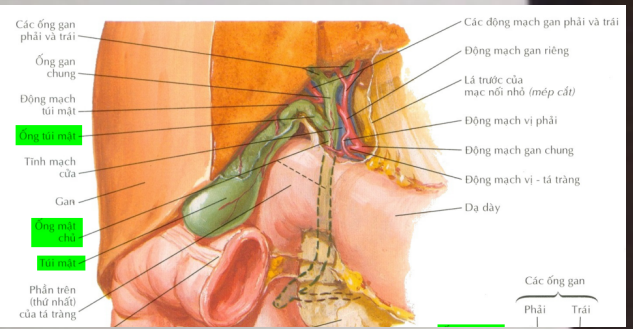 Các ống gan
phải và trái
Ống gan
chung
Động mạch
túi mật
Ống túi mật
Tĩnh mạch
cửa
Gan
Ống mật
chủ
Túi mật
Phần trên
(thứ nhất)
của tá tràng
Các động mạch gan phải và trái
Động mạch gan riêng
Lá trước của
mạc nối nhỏ (mép cắt)
Động mạch vị phải
Động mạch gan chung
Động mạch vị - tá tràng
Dạ dày
Các ống gan
Phải Trái